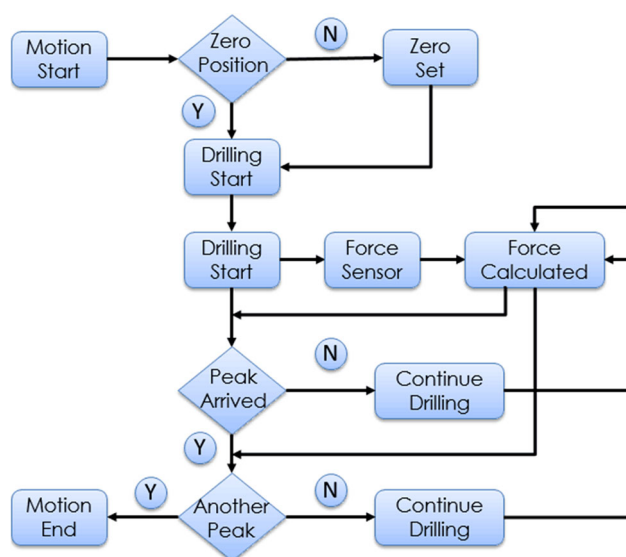 Motion
Start
Zero
Position
N
Zero
Set
Y
Drilling
Start
Drilling
Start
Force
Sensor
Force
Calculated
Peak
Arrived
N
Continue
Drilling
Y
Motion
End
Y
Another
Peak
N
Continue
Drilling